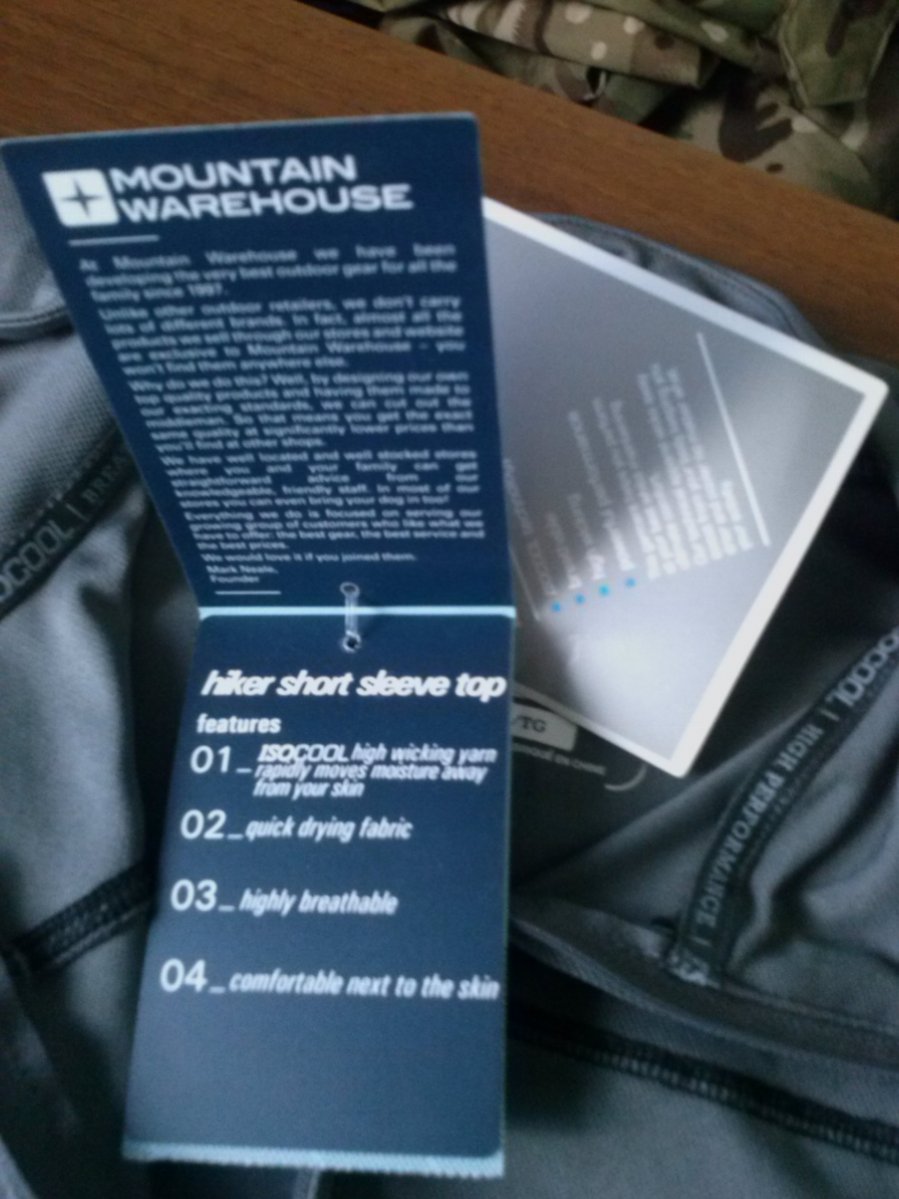 MOUNTAIN
WAREHOUSE
At Mountain Warehouse we have been
developing the very best outdoor gear for all the
family since 1997.
Unlike other outdoor retailers, we don't carry
lots of different brands. In fact, almost all the
products we sell through our stores and website
are exclusive to Mountain Warehouse – you
won't find them anywhere else.
Why do we do this? Well, by designing our own
top quality products and having them made to
our exacting standards, we can cut out the
middleman. So that means you get the exact
same quality at significantly lower prices than
you'll find at other shops.
We have well located and well stocked stores
where you and your family can get
straightforward advice from our
knowledgeable, friendly staff. In most of our
stores you can even bring your dog in too!
Everything we do is focused on serving our
growing group of customers who like what we
have to offer: the best gear, the best service and
the best prices.
We would love it if you joined them.
Mark Neale,
Founder
hiker short sleeve top
features
01_ ISOCOOL high wicking yarn
rapidly moves moisture away
from your skin
02_quick drying fabric
03_ highly breathable
04_comfortable next to the skin
/TG
OCOOL |
OCOOL | HIGH PERFORMANCE |